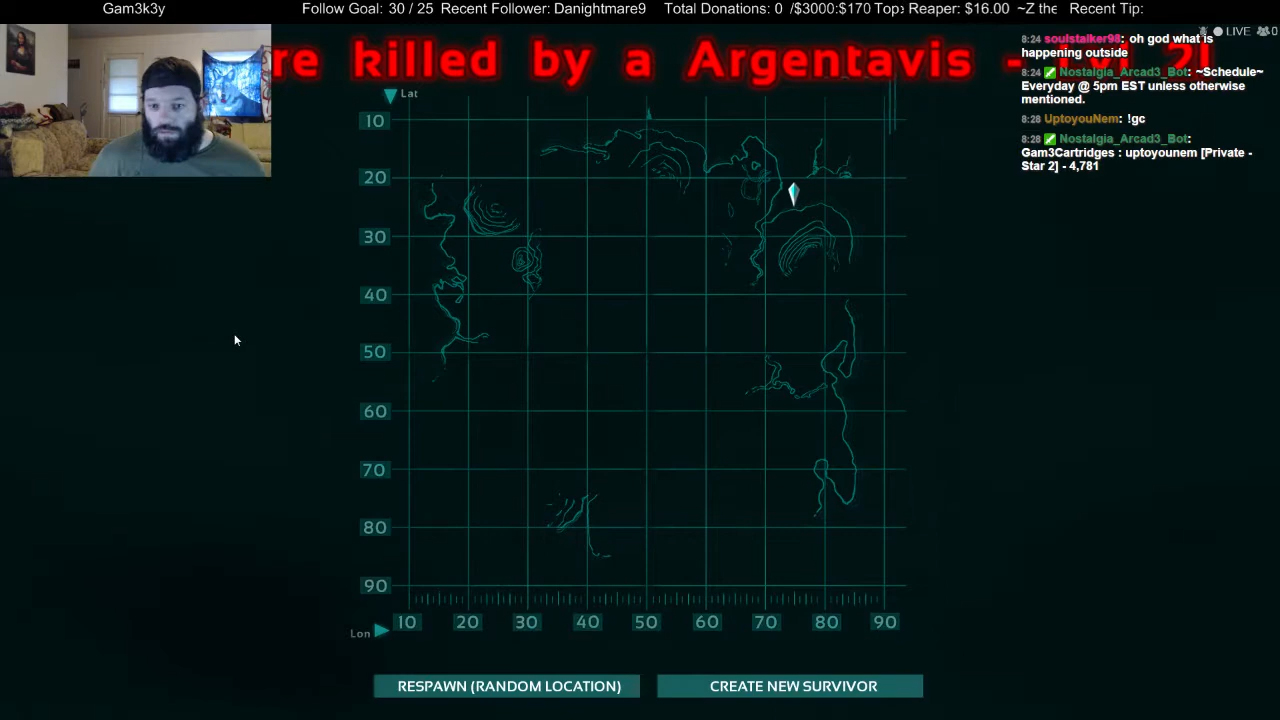 Gam3k3y
Follow Goal: 30 / 25 Recent Follower: Danightmare9 Total Donations: 0 /$3000:$170 Top: Reaper: $16.00 ~Z the Recent Tip:
LIVE 0
re killed by a Argentavis -
8:24 soulstalker98: oh god what is
happening outside
8:24 Nostalgia_Arcad3_Bot: ~Schedule~
Everyday @ 5pm EST unless otherwise
mentioned.
8:28 UptoyouNem: !gc
8:28 Nostalgia_Arcad3_Bot:
Gam3Cartridges : uptoyounem [Private -
Star 2] - 4,781
Lat
10
20
30
40
50
60
70
80
90
Lon
10 20 30 40 50 60 70 80 90
RESPAWN (RANDOM LOCATION)
CREATE NEW SURVIVOR